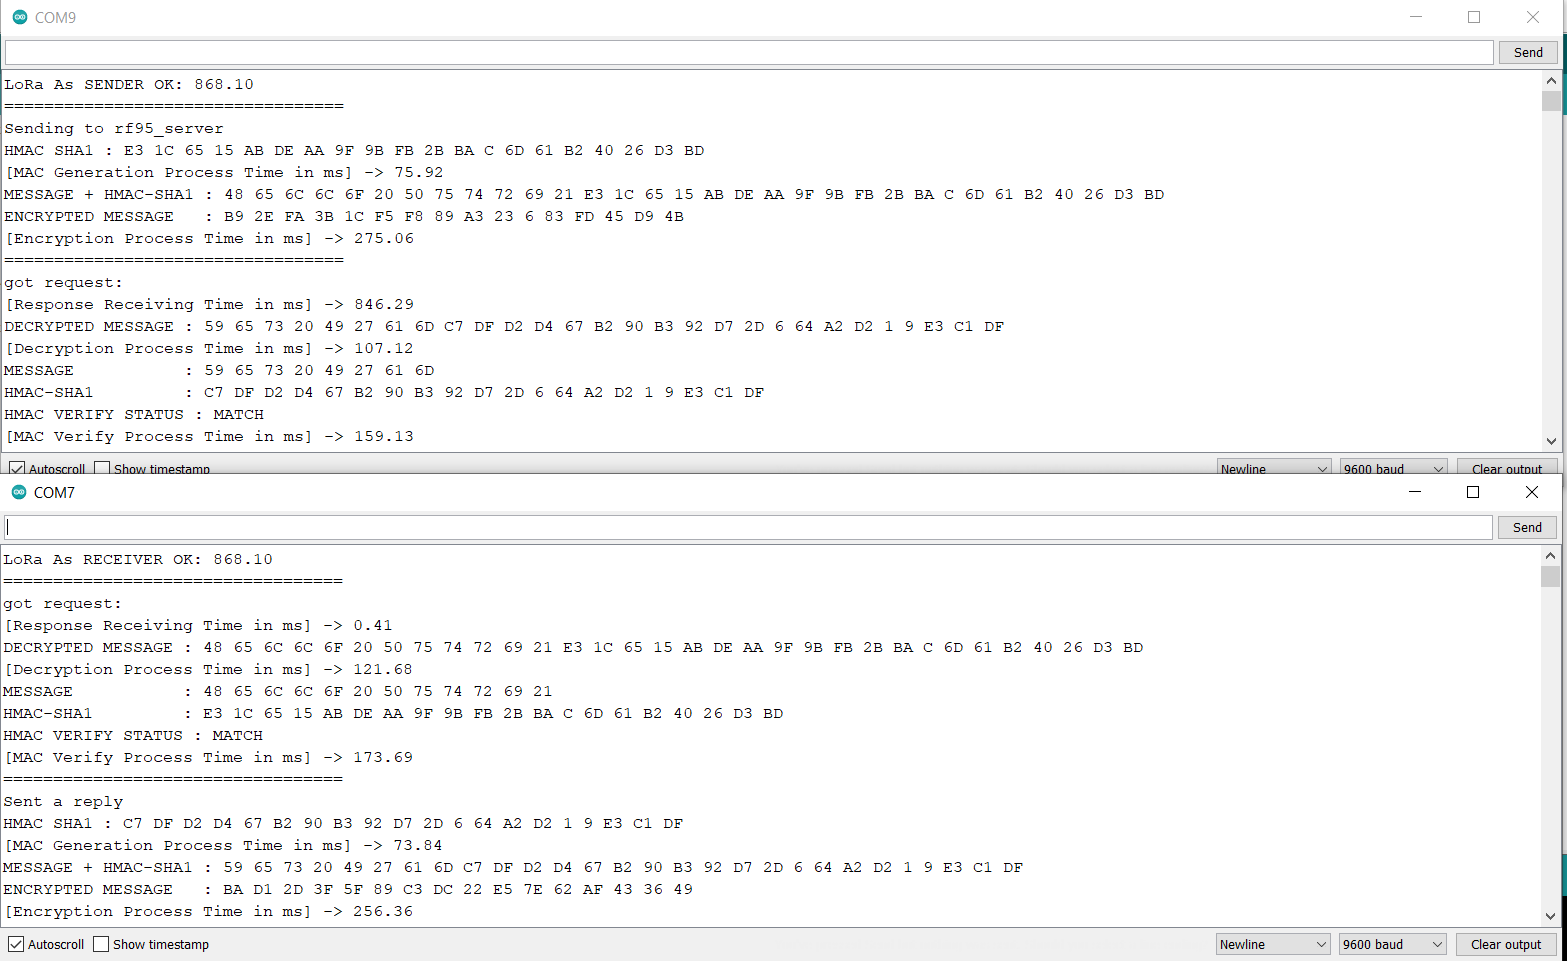 COM9
Send
LoRa As SENDER OK: 868.10
==================================
Sending to rf95_server
HMAC SHA1 : E3 1C 65 15 AB DE AA 9F 9B FB 2B BA C 6D 61 B2 40 26 D3 BD
[MAC Generation Process Time in ms] -> 75.92
MESSAGE + HMAC-SHA1 : 48 65 6C 6C 6F 20 50 75 74 72 69 21 E3 1C 65 15 AB DE AA 9F 9B FB 2B BA C 6D 61 B2 40 26 D3 BD
ENCRYPTED MESSAGE   : B9 2E FA 3B 1C F5 F8 89 A3 23 6 83 FD 45 D9 4B
[Encryption Process Time in ms] -> 275.06
==================================
got request:
[Response Receiving Time in ms] -> 846.29
DECRYPTED MESSAGE : 59 65 73 20 49 27 61 6D C7 DF D2 D4 67 B2 90 B3 92 D7 2D 6 64 A2 D2 1 9 E3 C1 DF
[Decryption Process Time in ms] -> 107.12
MESSAGE           : 59 65 73 20 49 27 61 6D
HMAC-SHA1         : C7 DF D2 D4 67 B2 90 B3 92 D7 2D 6 64 A2 D2 1 9 E3 C1 DF
HMAC VERIFY STATUS : MATCH
[MAC Verify Process Time in ms] -> 159.13
Autoscroll Show timestamp Newline 9600 baud Clear output
COM7
Send
LoRa As RECEIVER OK: 868.10
==================================
got request:
[Response Receiving Time in ms] -> 0.41
DECRYPTED MESSAGE : 48 65 6C 6C 6F 20 50 75 74 72 69 21 E3 1C 65 15 AB DE AA 9F 9B FB 2B BA C 6D 61 B2 40 26 D3 BD
[Decryption Process Time in ms] -> 121.68
MESSAGE           : 48 65 6C 6C 6F 20 50 75 74 72 69 21
HMAC-SHA1         : E3 1C 65 15 AB DE AA 9F 9B FB 2B BA C 6D 61 B2 40 26 D3 BD
HMAC VERIFY STATUS : MATCH
[MAC Verify Process Time in ms] -> 173.69
==================================
Sent a reply
HMAC SHA1 : C7 DF D2 D4 67 B2 90 B3 92 D7 2D 6 64 A2 D2 1 9 E3 C1 DF
[MAC Generation Process Time in ms] -> 73.84
MESSAGE + HMAC-SHA1 : 59 65 73 20 49 27 61 6D C7 DF D2 D4 67 B2 90 B3 92 D7 2D 6 64 A2 D2 1 9 E3 C1 DF
ENCRYPTED MESSAGE   : BA D1 2D 3F 5F 89 C3 DC 22 E5 7E 62 AF 43 36 49
[Encryption Process Time in ms] -> 256.36
Autoscroll Show timestamp Newline 9600 baud Clear output